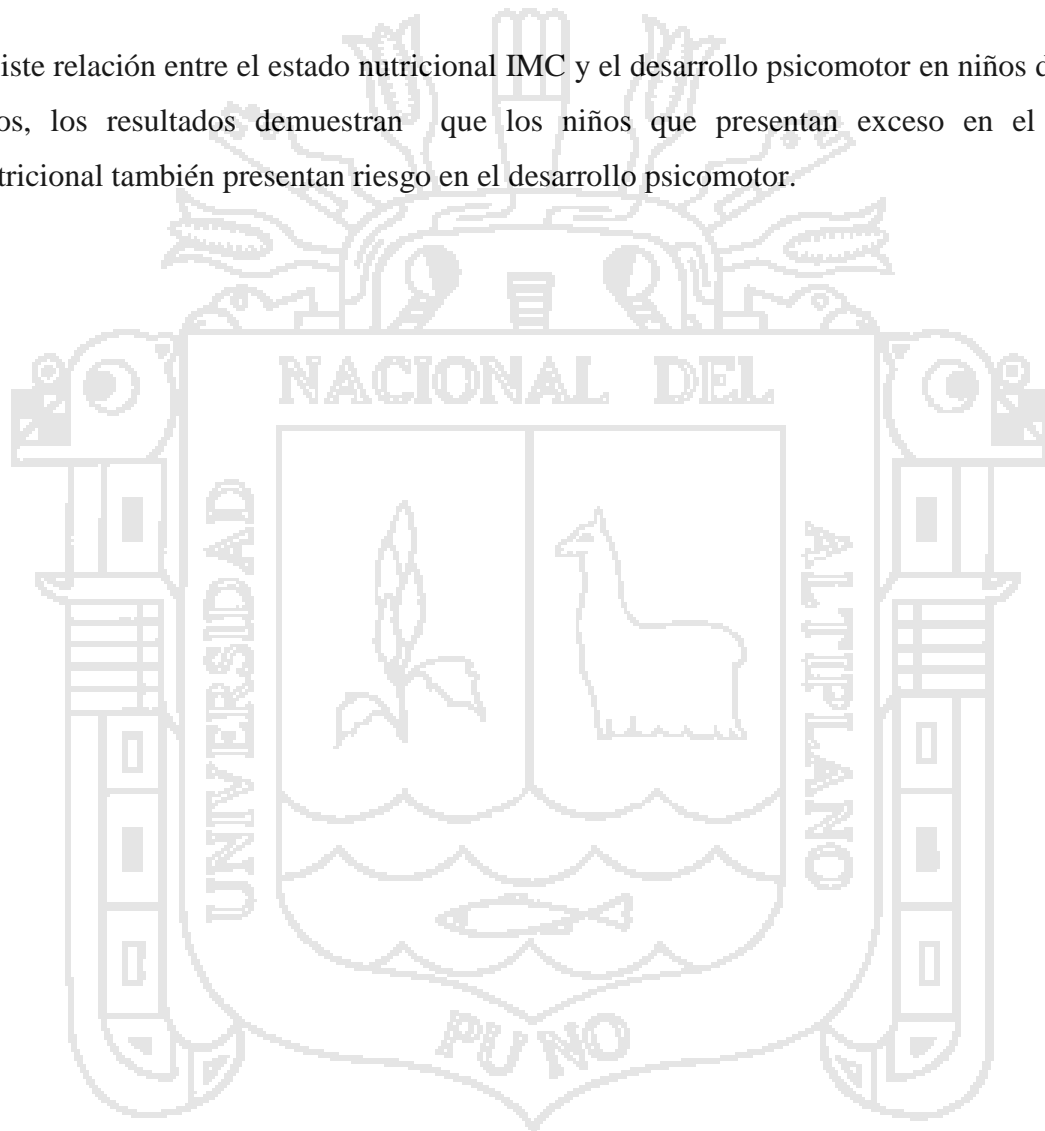 iste relación entre el estado nutricional IMC y el desarrollo psicomotor en niños d
os, los resultados demuestran que los niños que presentan exceso en el
tricional también presentan riesgo en el desarrollo psicomotor.
NACIONAL DEL
UNIVERSIDAD
ALTIPLANO
PUNO